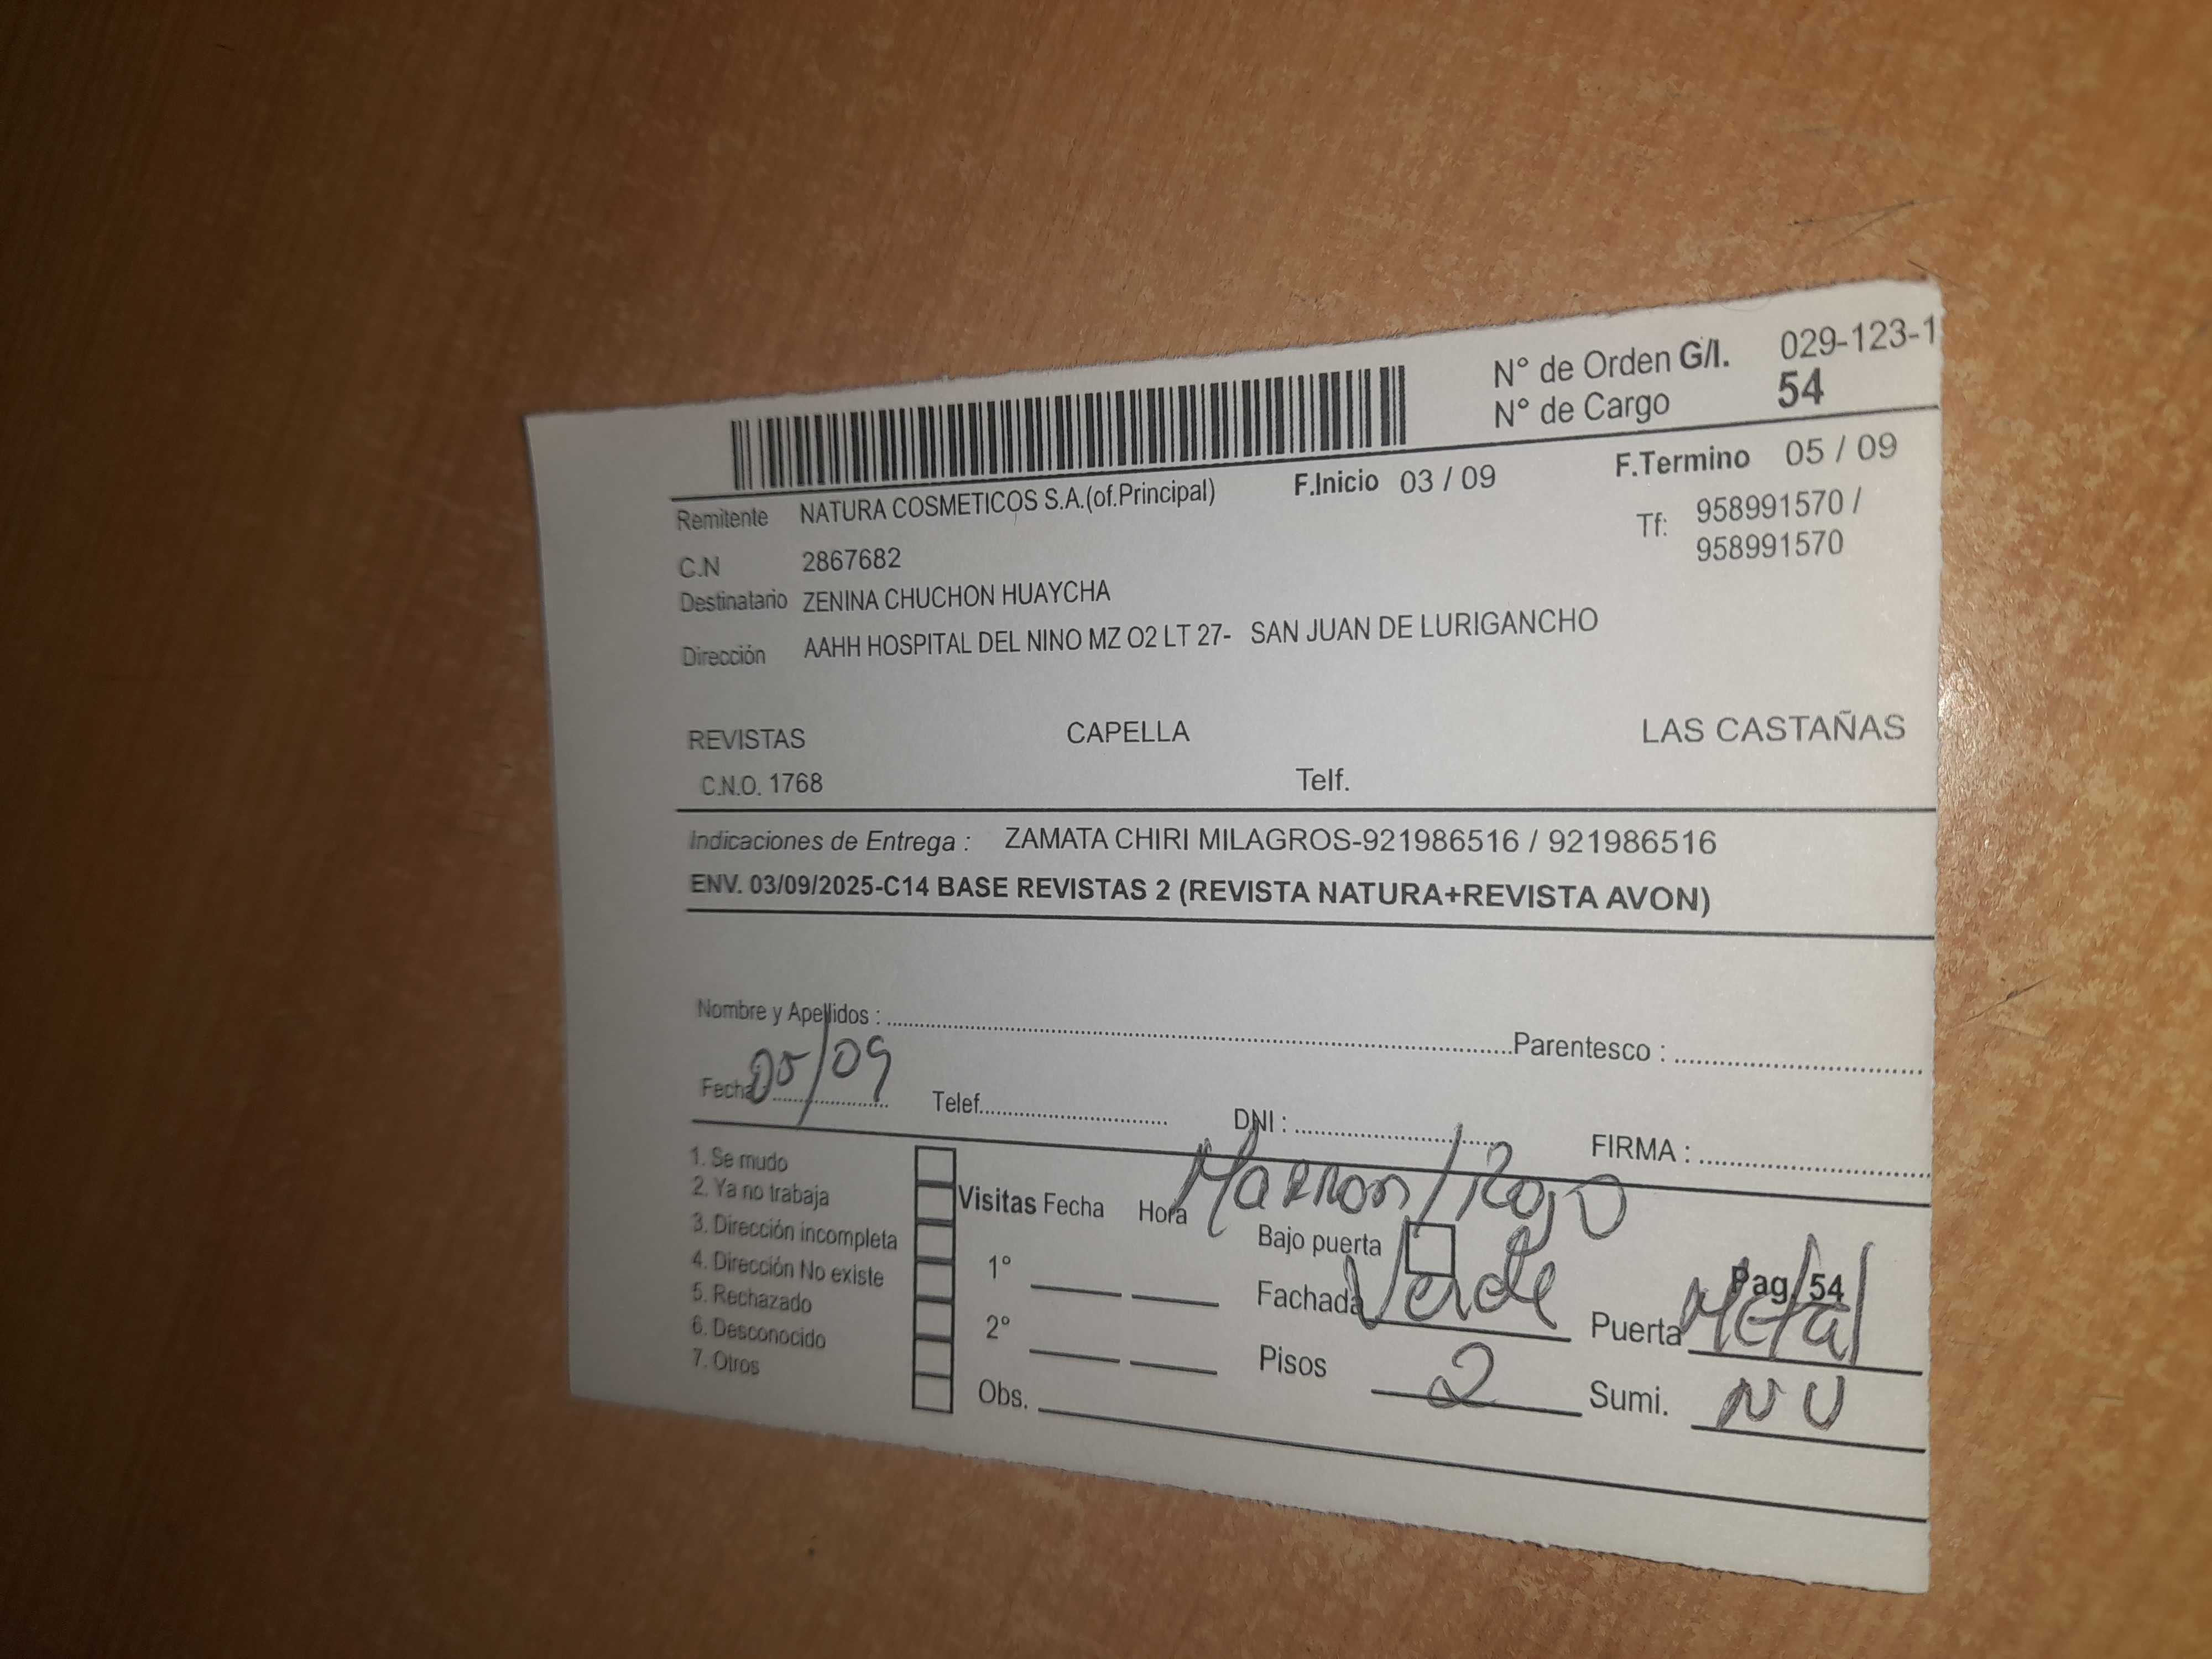 N° de Orden G/I. 029-123-1
N° de Cargo 54
F.Inicio 03 / 09 F.Termino 05 / 09
Remitente NATURA COSMETICOS S.A.(of.Principal)
Tf: 958991570 /
958991570
C.N 2867682
Destinatario ZENINA CHUCHON HUAYCHA
Dirección AAHH HOSPITAL DEL NINO MZ O2 LT 27- SAN JUAN DE LURIGANCHO
REVISTAS CAPELLA LAS CASTAÑAS
C.N.O. 1768 Telf.
Indicaciones de Entrega : ZAMATA CHIRI MILAGROS-921986516 / 921986516
ENV. 03/09/2025-C14 BASE REVISTAS 2 (REVISTA NATURA+REVISTA AVON)
Nombre y Apellidos : Parentesco :
Fecha 05/09 Telef. DNI : FIRMA :
Marron/Rojo
1. Se mudo
2. Ya no trabaja
3. Dirección incompleta
4. Dirección No existe
5. Rechazado
6. Desconocido
7. Otros
Visitas Fecha Hora
1°
2°
Obs.
Bajo puerta
Pag. 54
Fachada Verde Puerta Metal
Pisos 2 Sumi. NU